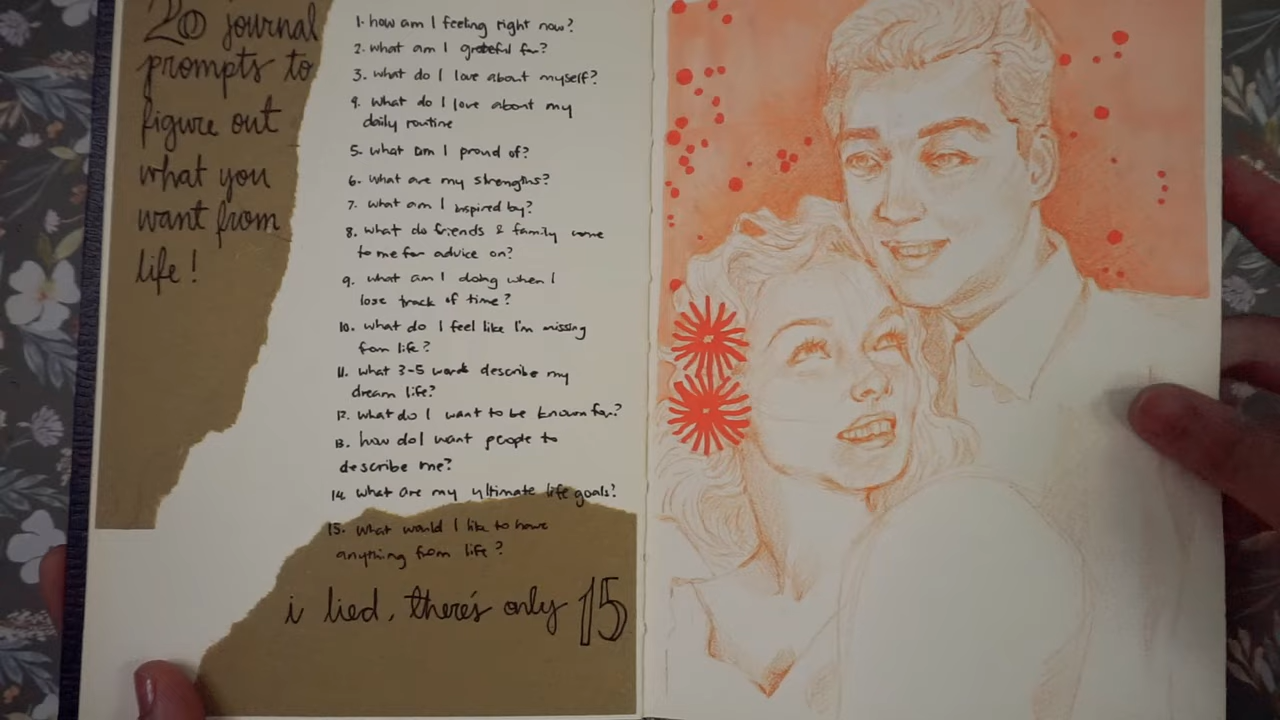 20 journal
prompts to
figure out
what you
want from
life!
1. how am I feeling right now?
2. what am I grateful for?
3. what do I love about myself?
4. what do I love about my
daily routine
5. what am I proud of?
6. what are my strengths?
7. what am I inspired by?
8. what do friends & family come
to me for advice on?
9. what am I doing when I
lose track of time?
10. what do I feel like I'm missing
from life?
11. what 3-5 words describe my
dream life?
12. what do I want to be known for?
13. how do I want people to
describe me?
14. what are my ultimate life goals?
15. what would I like to have
anything from life?
i lied, there's only 15